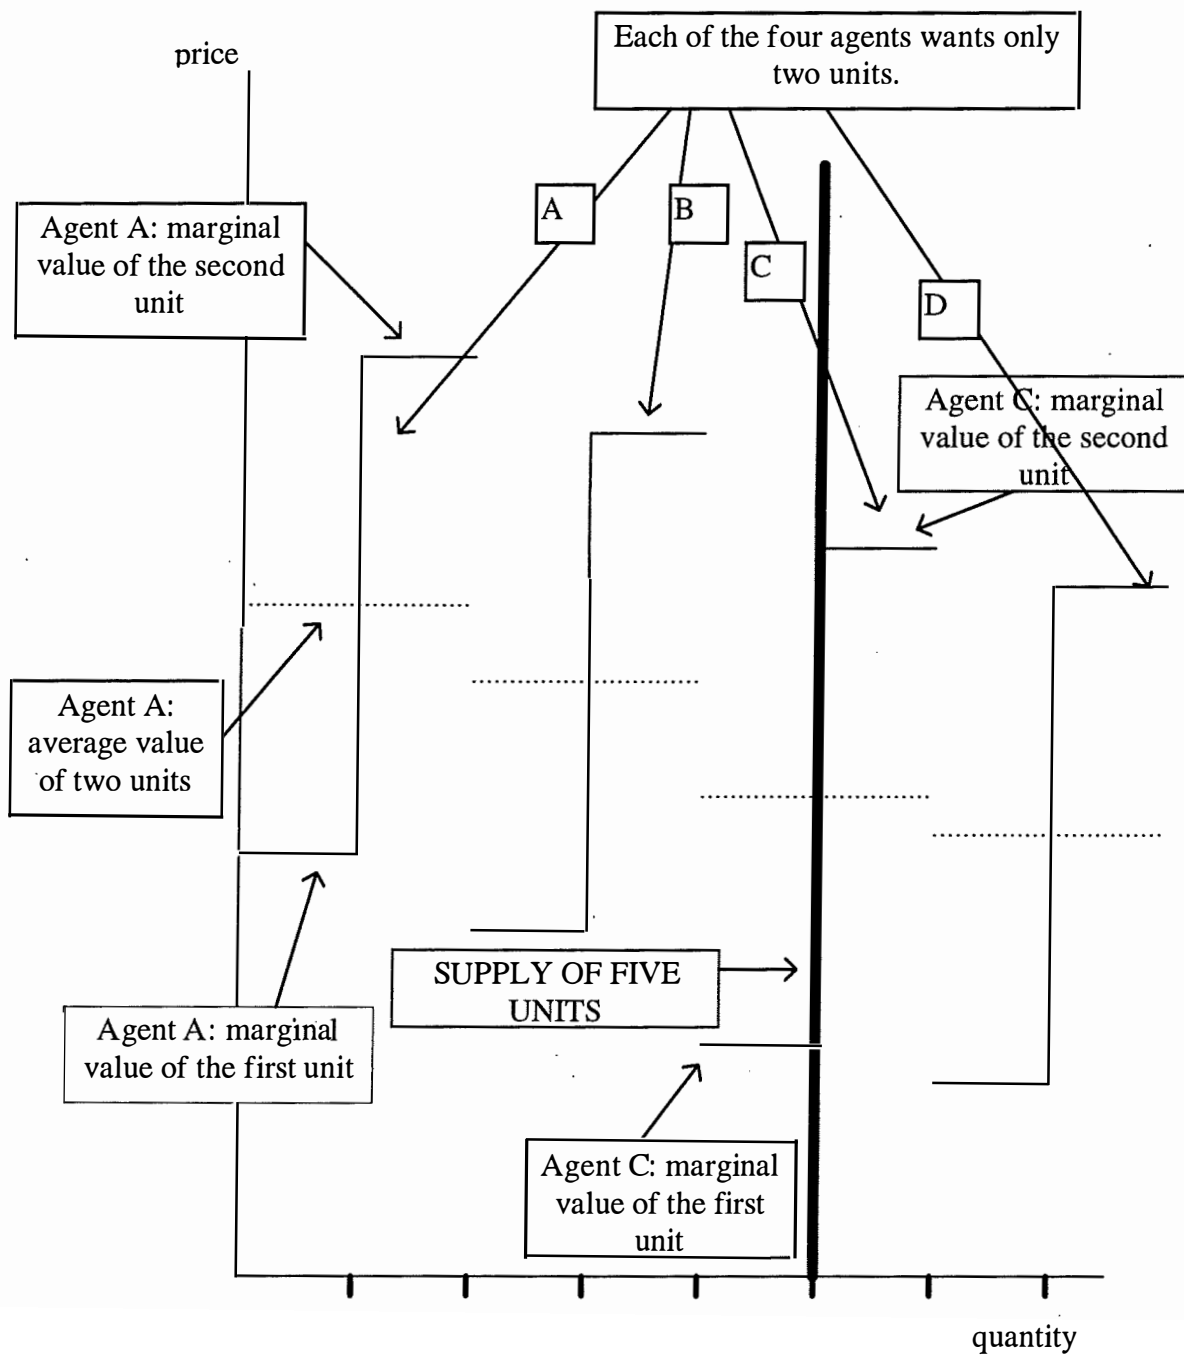 price
Each of the four agents wants only
two units.
A
B
C
D
Agent A: marginal
value of the second
unit
Agent C: marginal
value of the second
unit
Agent A:
average value
of two units
SUPPLY OF FIVE
UNITS
Agent A: marginal
value of the first unit
Agent C: marginal
value of the first
unit
quantity